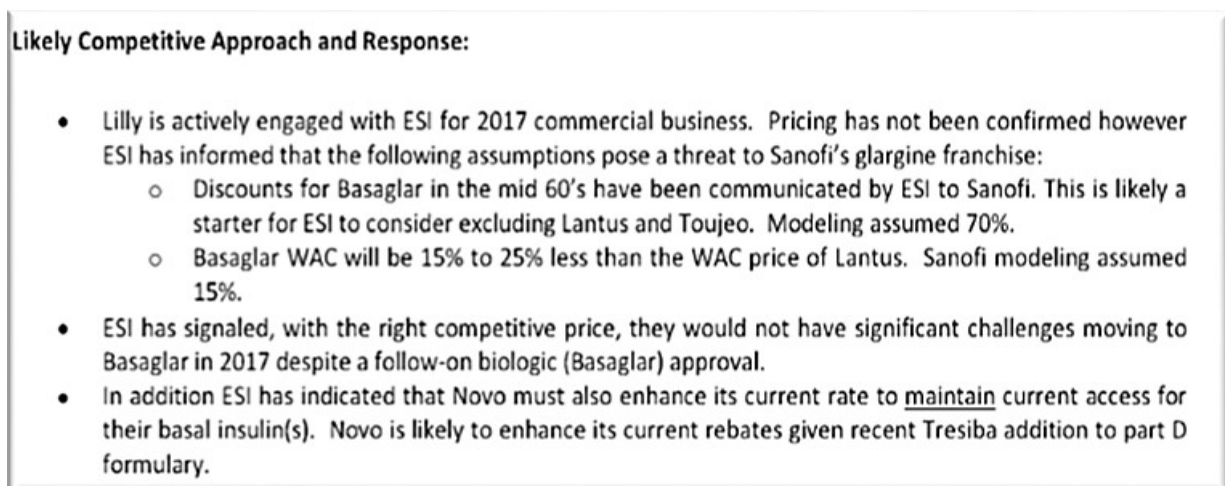 Likely Competitive Approach and Response:
• Lilly is actively engaged with ESI for 2017 commercial business. Pricing has not been confirmed however
ESI has informed that the following assumptions pose a threat to Sanofi's glargine franchise:
o Discounts for Basaglar in the mid 60's have been communicated by ESI to Sanofi. This is likely a
starter for ESI to consider excluding Lantus and Toujeo. Modeling assumed 70%.
o Basaglar WAC will be 15% to 25% less than the WAC price of Lantus. Sanofi modeling assumed
15%.
• ESI has signaled, with the right competitive price, they would not have significant challenges moving to
Basaglar in 2017 despite a follow-on biologic (Basaglar) approval.
• In addition ESI has indicated that Novo must also enhance its current rate to maintain current access for
their basal insulin(s). Novo is likely to enhance its current rebates given recent Tresiba addition to part D
formulary.